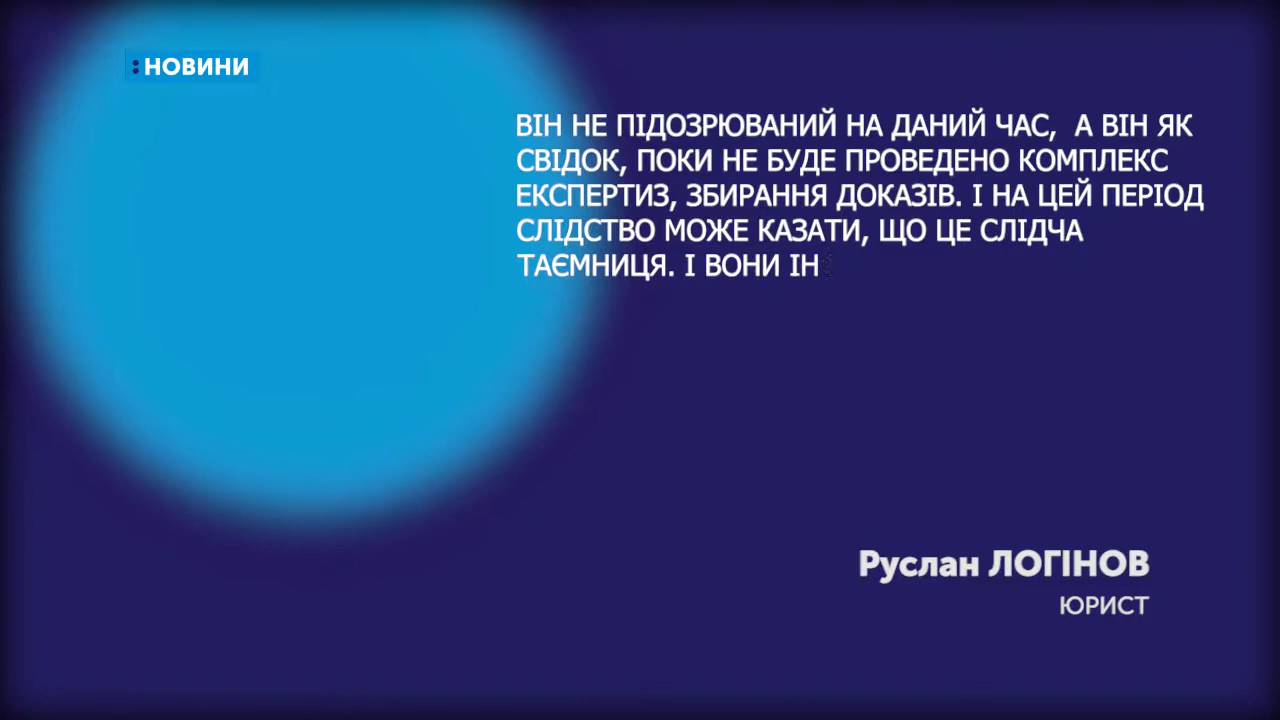 :НОВИНИ
ВІН НЕ ПІДОЗРЮВАНИЙ НА ДАНИЙ ЧАС, А ВІН ЯК
СВІДОК, ПОКИ НЕ БУДЕ ПРОВЕДЕНО КОМПЛЕКС
ЕКСПЕРТИЗ, ЗБИРАННЯ ДОКАЗІВ. І НА ЦЕЙ ПЕРІОД
СЛІДСТВО МОЖЕ КАЗАТИ, ЩО ЦЕ СЛІДЧА
ТАЄМНИЦЯ. І ВОНИ ІН
Руслан ЛОГІНОВ
ЮРИСТ